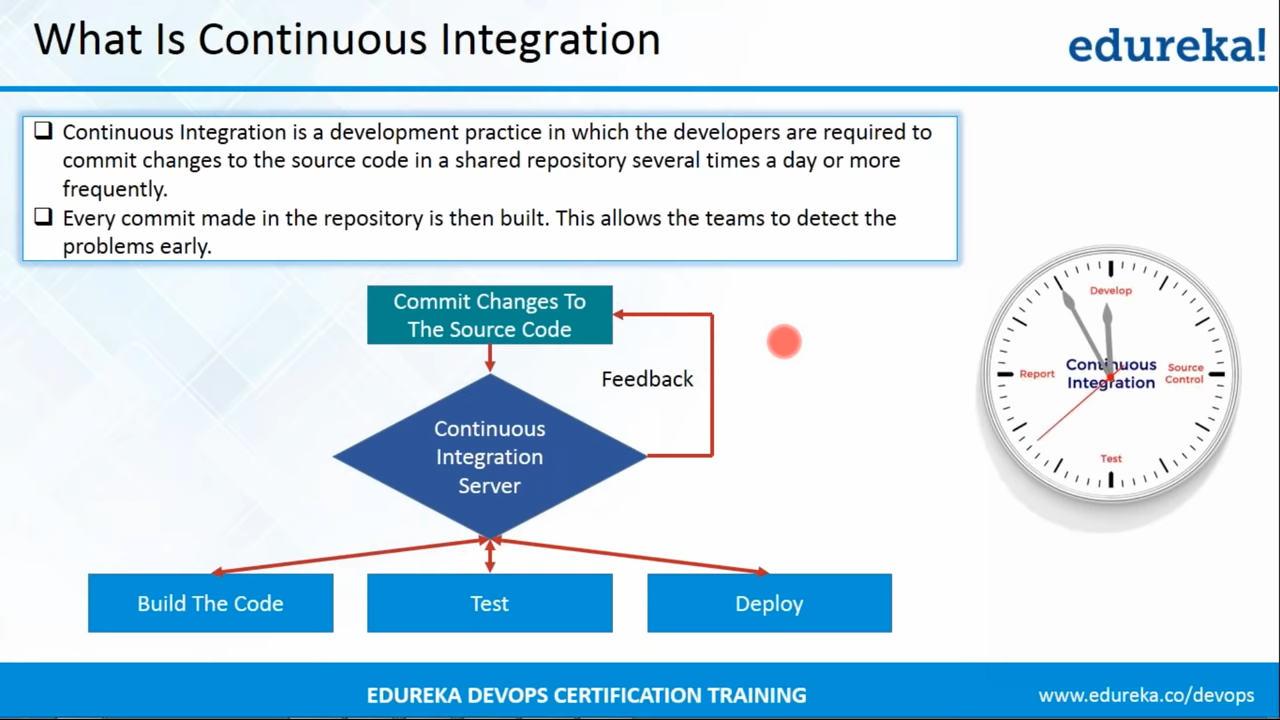 What Is Continuous Integration
edureka!
❑ Continuous Integration is a development practice in which the developers are required to
commit changes to the source code in a shared repository several times a day or more
frequently.
❑ Every commit made in the repository is then built. This allows the teams to detect the
problems early.
Commit Changes To
The Source Code
Feedback
Continuous
Integration
Server
Build The Code
Test
Deploy
Develop
Continuous
Integration
Report
Source
Control
Test
EDUREKA DEVOPS CERTIFICATION TRAINING
www.edureka.co/devops